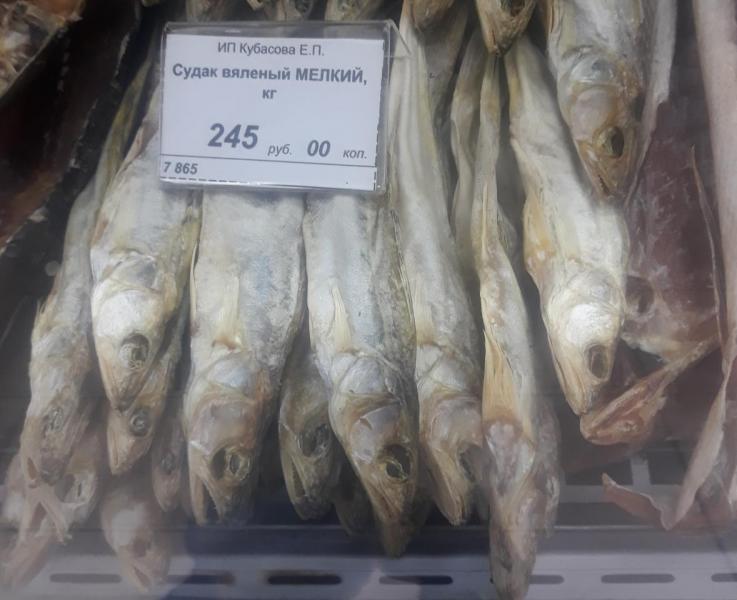 ИП Кубасова Е.П.
Судак вяленый МЕЛКИЙ,
кг
245 руб. 00 коп.
7 865